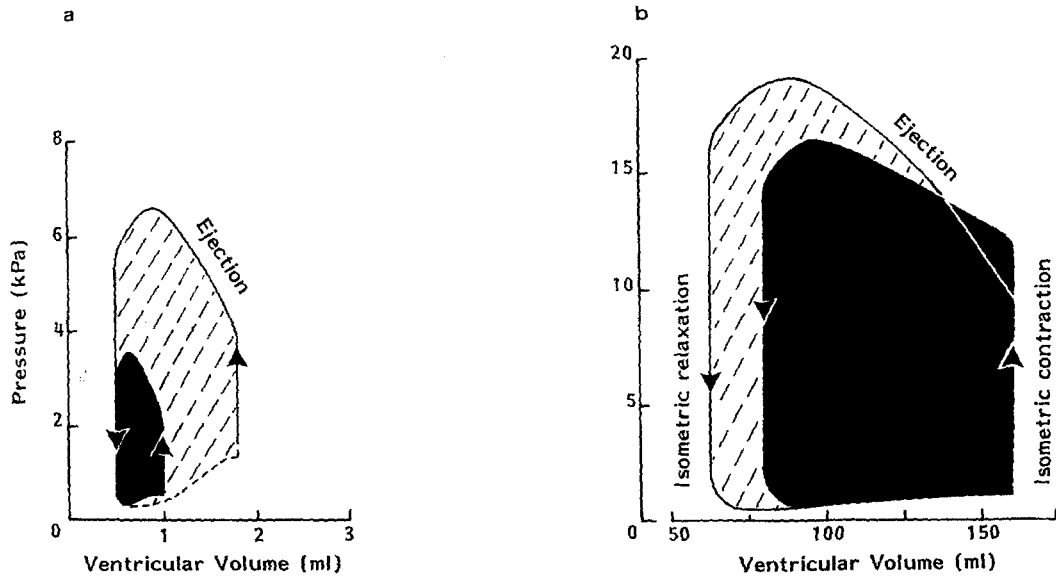 a
8
6
4
2
0
1
2
3
Pressure (kPa)
Ejection
Ventricular Volume (ml)
b
20
15
10
5
0
50
100
150
Isometric relaxation
Ejection
Isometric contraction
Ventricular Volume (ml)